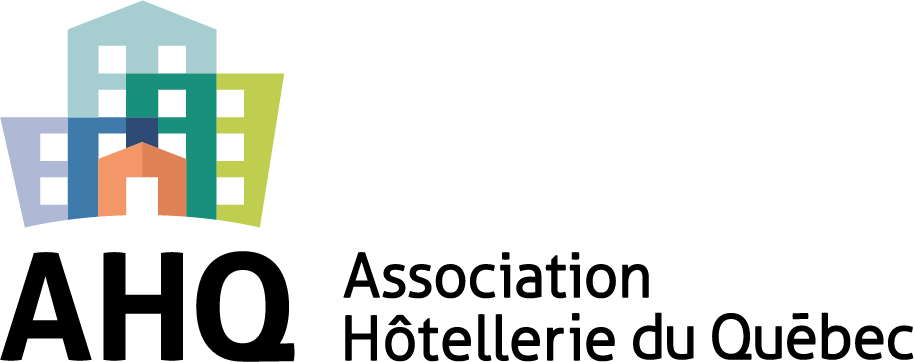 AHQ
Association
Hôtellerie du Québec